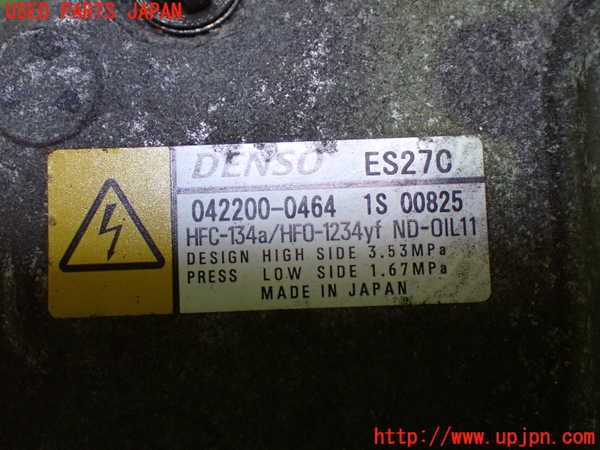 USED PARTS JAPAN
DENSO ES27C
042200-0464 1S 00825
HFC-134a/HFO-1234yf ND-OIL11
DESIGN HIGH SIDE 3.53MPa
PRESS LOW SIDE 1.67MPa
MADE IN JAPAN
http://www.upjpn.com/